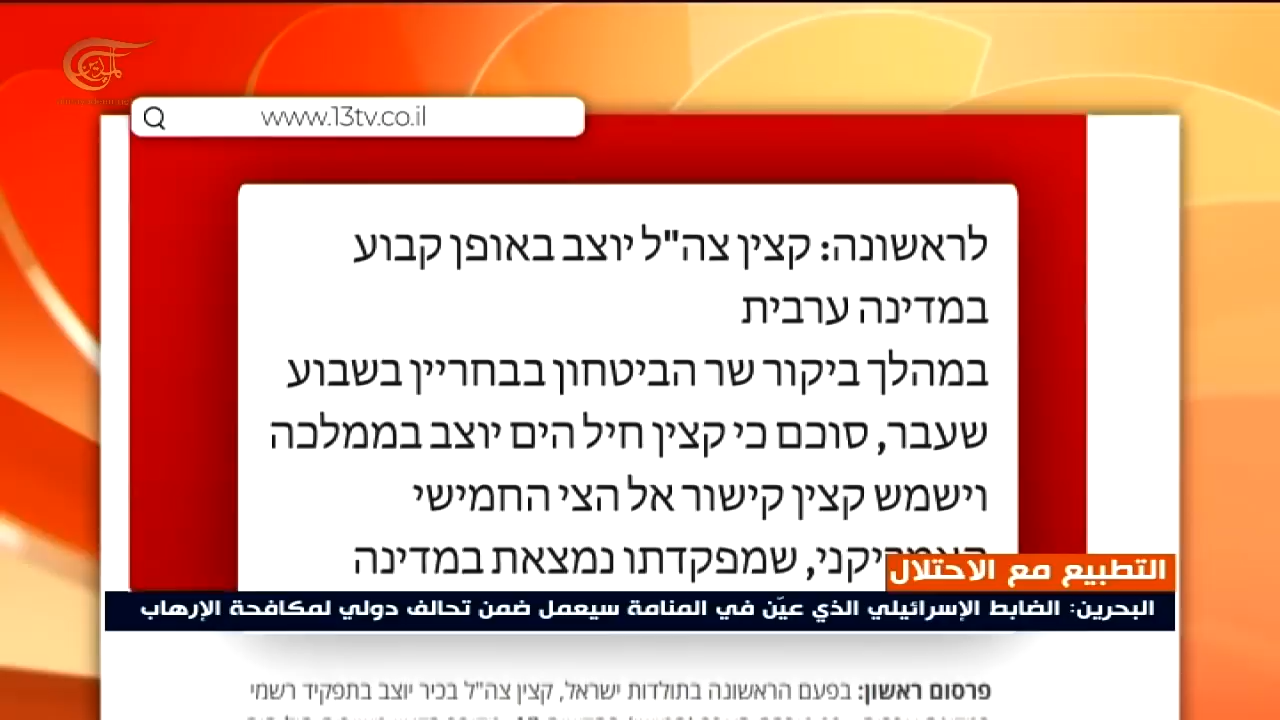 الميادين
www.13tv.co.il
לראשונה: קצין צה"ל יוצב באופן קבוע
במדינה ערבית
במהלך ביקור שר הביטחון בבחריין בשבוע
שעבר, סוכם כי קצין חיל הים יוצב בממלכה
וישמש קצין קישור אל הצי החמישי
שמפקדתו נמצאת במדינה
التطبيع مع الاحتلال
البحرين: الضابط الإسرائيلي الذي عيّن في المنامة سيعمل ضمن تحالف دولي لمكافحة الإرهاب
פרסום ראשון: בפעם הראשונה בתולדות ישראל, קצין צה"ל בכיר יוצב בתפקיד רשמי